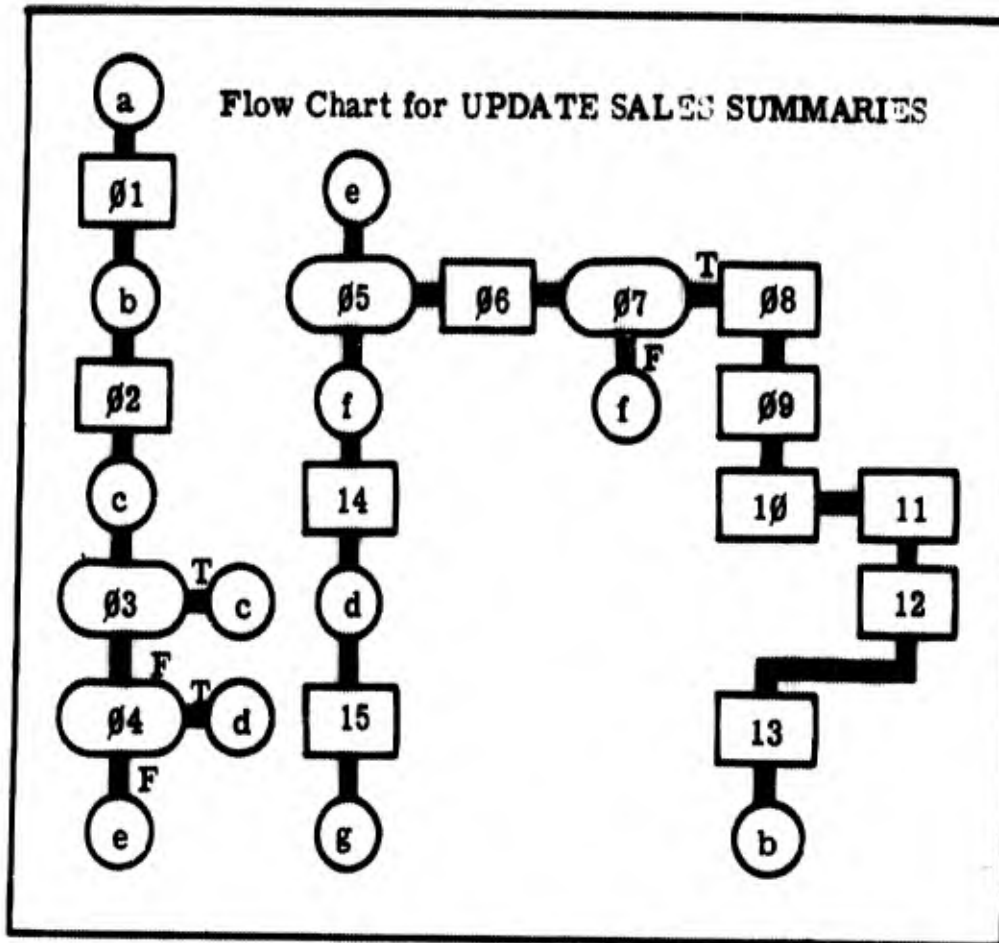 Flow Chart for UPDATE SALES SUMMARIES
a
Ø1
b
Ø2
c
Ø3
T
c
F
Ø4
T
d
F
e
e
Ø5
Ø6
Ø7
T
Ø8
F
f
f
14
d
15
g
Ø9
1Ø
11
12
13
b